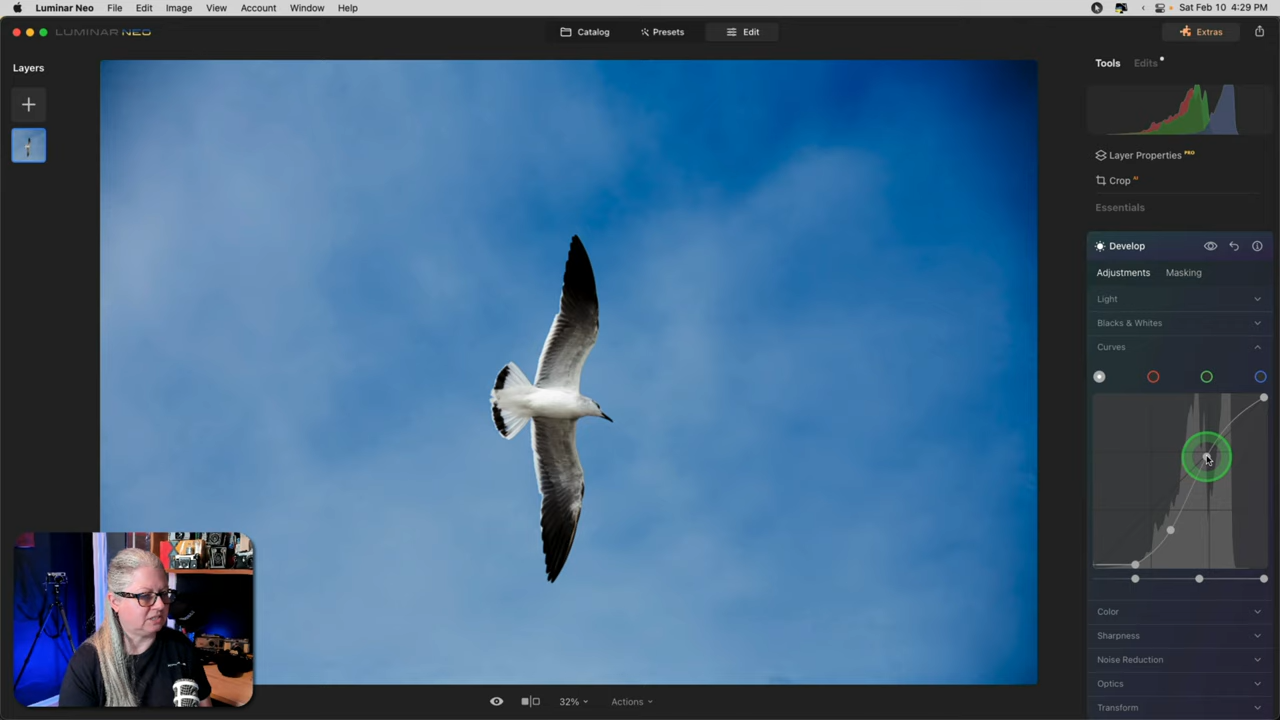 Luminar Neo File Edit Image View Account Window Help Sat Feb 10 4:29 PM
LUMINAR NEO Catalog Presets Edit Extras
Layers
Tools Edits
Layer Properties PRO
Crop AI
Essentials
Develop
Adjustments Masking
Light
Blacks & Whites
Curves
Color
Sharpness
Noise Reduction
Optics
Transform
32% Actions